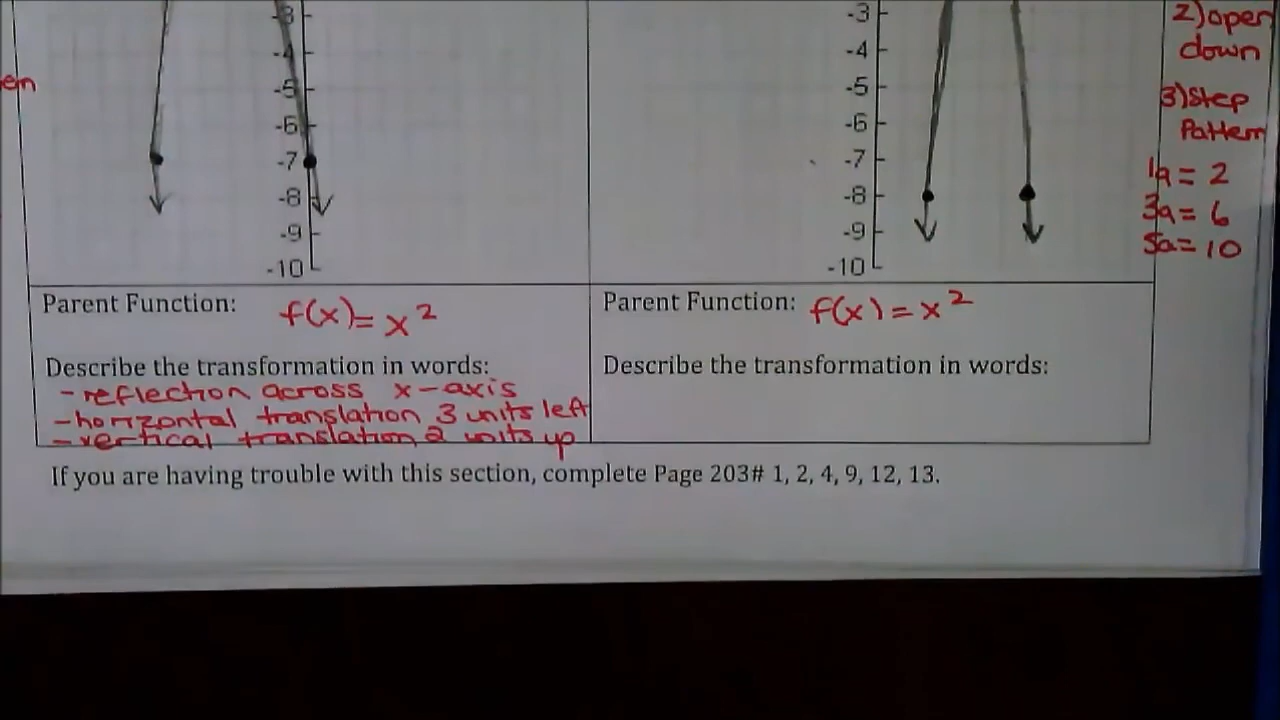 -3
-4
-5
-6
-7
-8
-9
-10
Parent Function: f(x)= x²
Describe the transformation in words:
- reflection across x-axis
- horizontal translation 3 units left
- vertical translation 2 units up
-3
-4
-5
-6
-7
-8
-9
-10
Parent Function: f(x) = x²
Describe the transformation in words:
2) open
down
3) Step
Pattern
1a = 2
3a = 6
5a = 10
If you are having trouble with this section, complete Page 203# 1, 2, 4, 9, 12, 13.